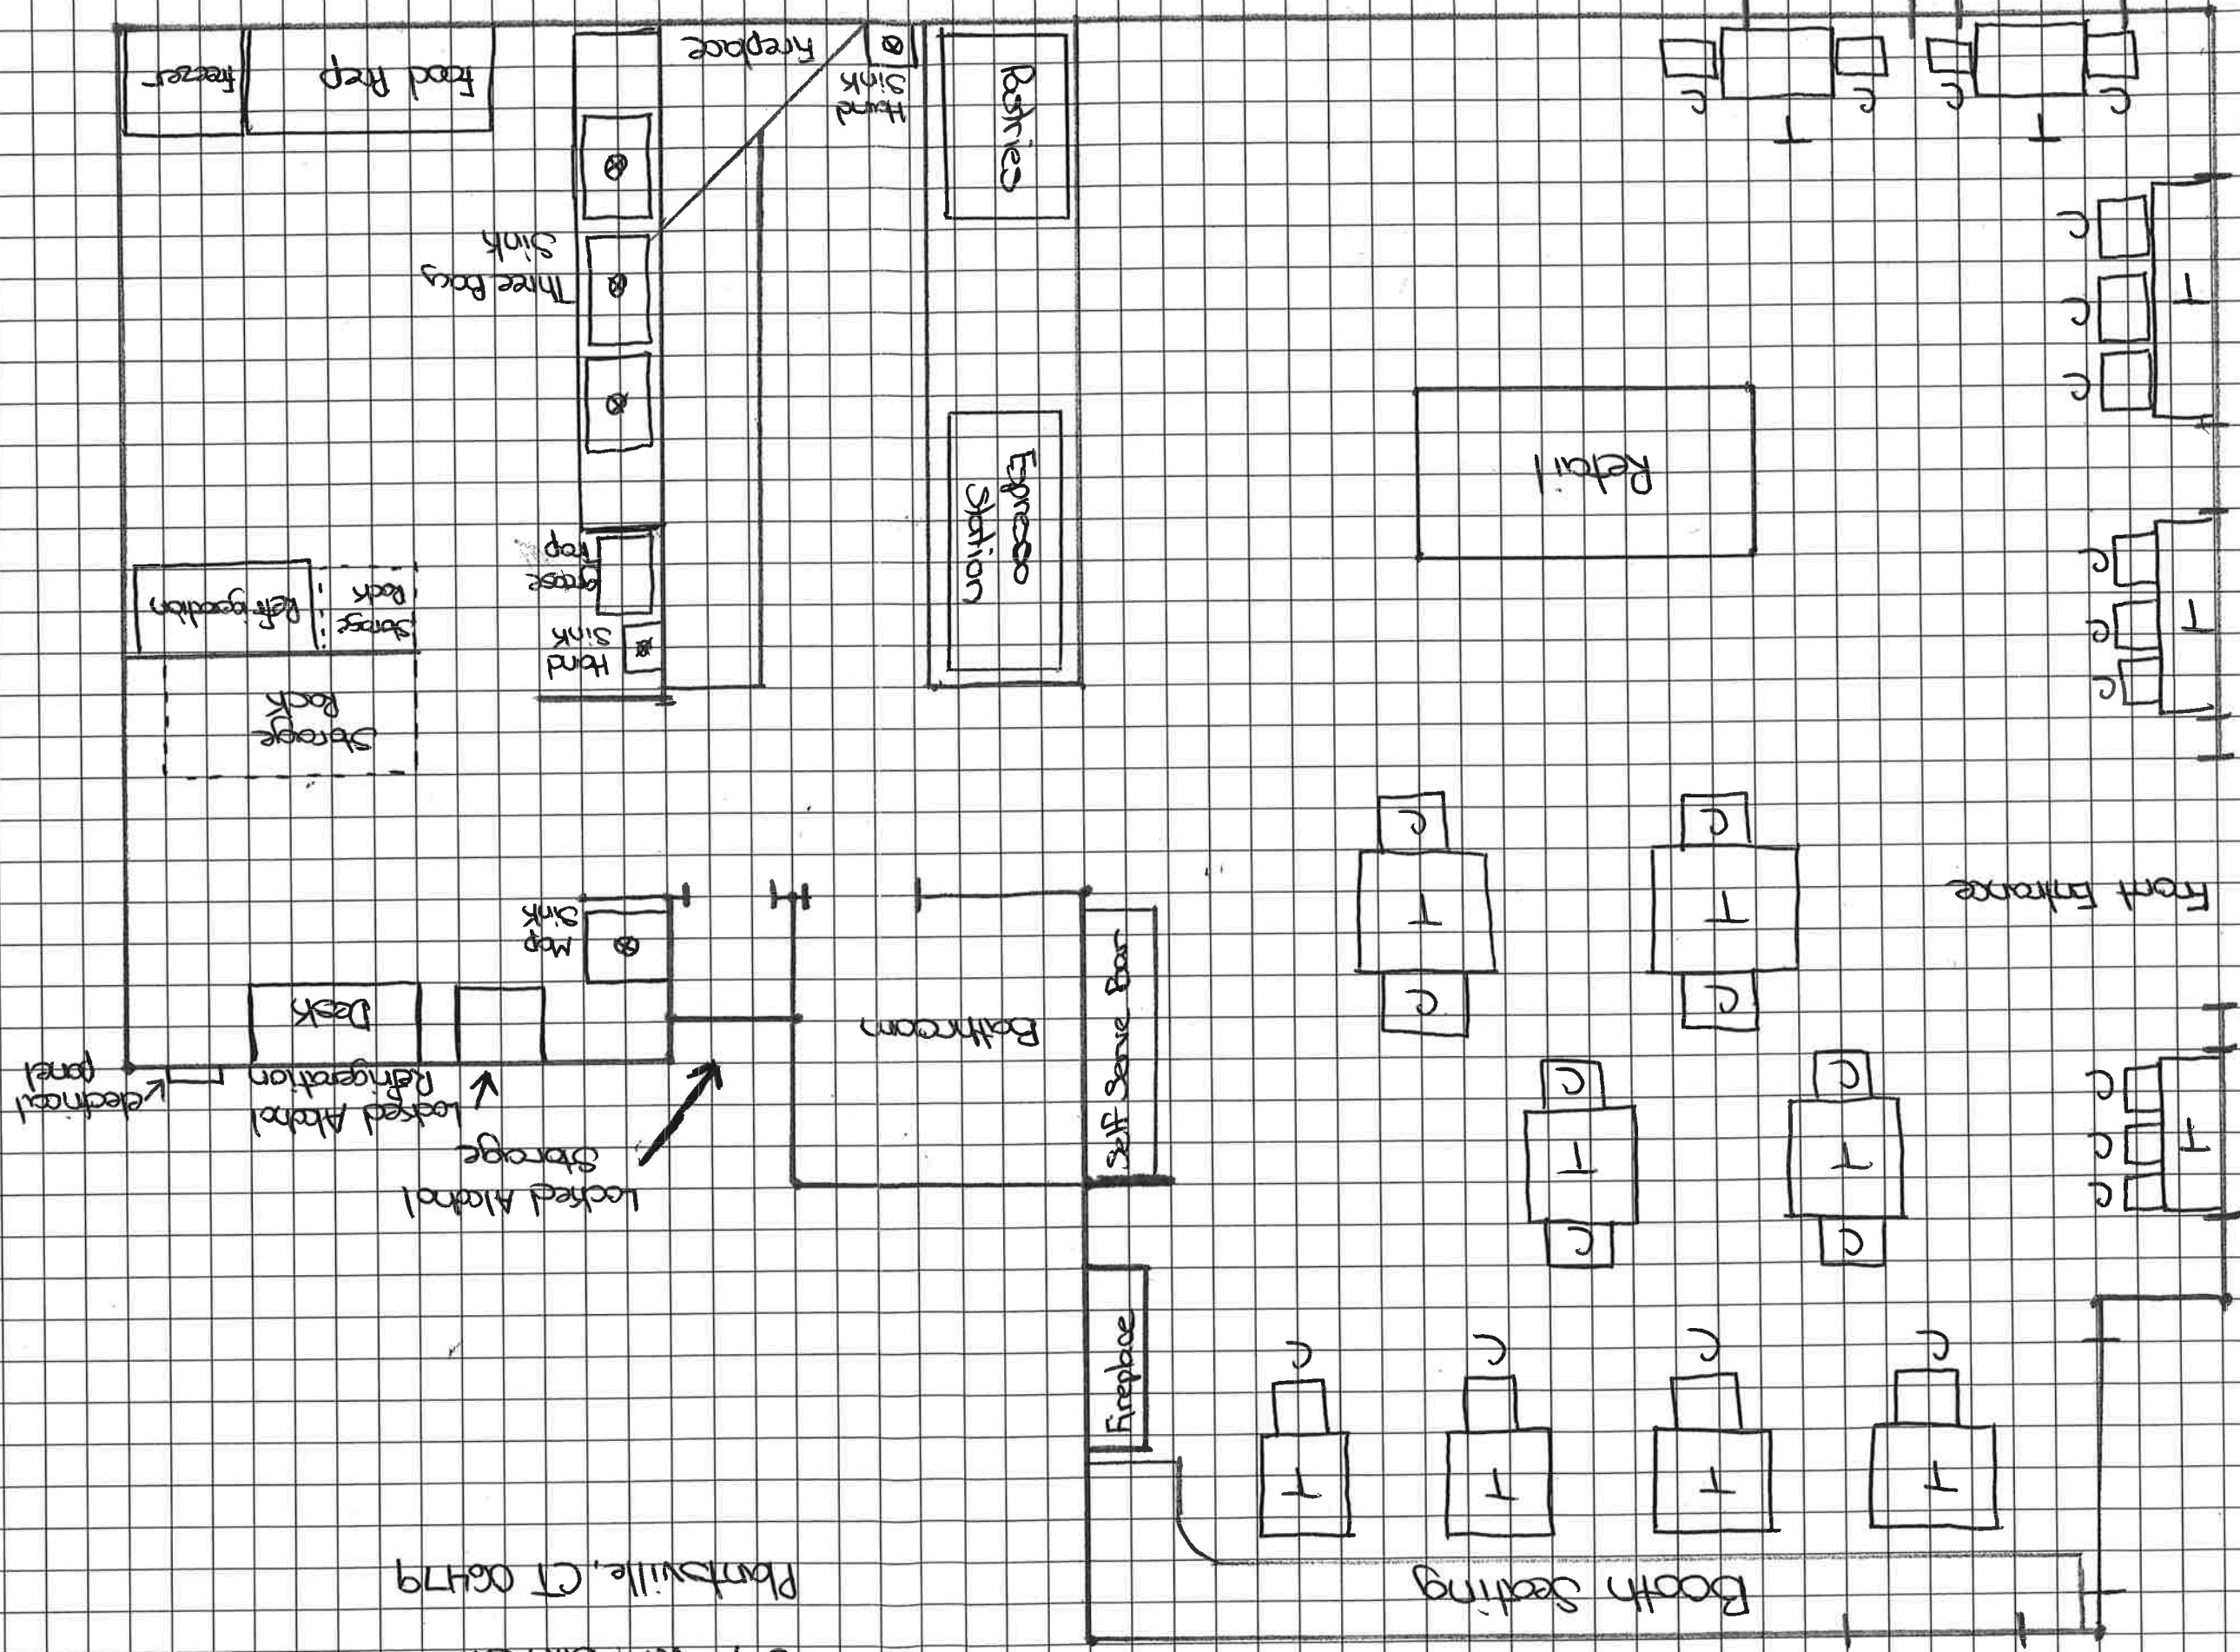 Plantsville, CT 06479
Booth Seating
T
T
T
T
C
C
C
C
Fireplace
Locked Alcohol
Storage
Locked Alcohol
Refrigeration
electrical
panel
Desk
Mop
Sink
Bathroom
Self Serve Bar
C
T
C
C
T
C
C
T
C
C
T
C
T
C
C
C
Front Entrance
Storage
Rack
Storage
Rack
Refrigeration
Hand
Sink
grease
trap
Three Bay
Sink
Espresso
Station
Retail
T
C
C
C
T
C
C
C
Pastries
Hand
Sink
Fireplace
Food Prep
Freezer
T
C
C
T
C
C